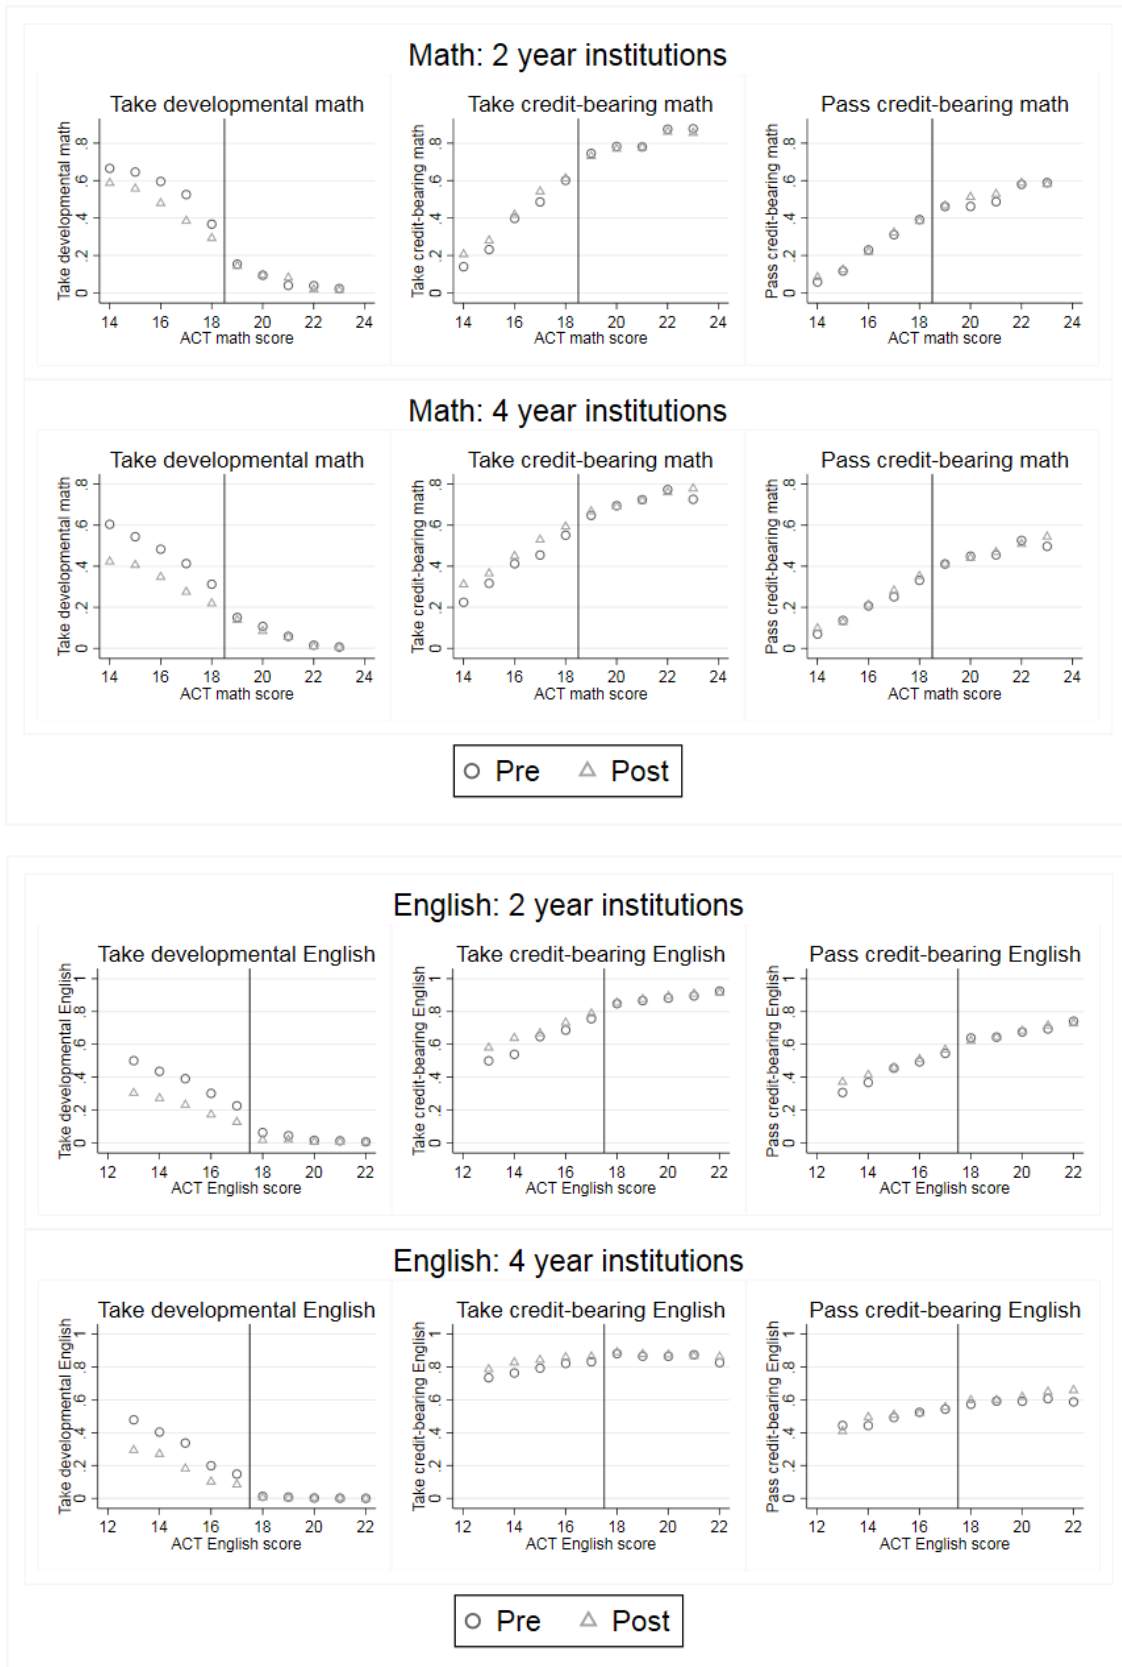 Math: 2 year institutions
Take developmental math
Take credit-bearing math
Pass credit-bearing math
Take developmental math
0 .2 .4 .6 .8
14 16 18 20 22 24
ACT math score
Take credit-bearing math
0 .2 .4 .6 .8
14 16 18 20 22 24
ACT math score
Pass credit-bearing math
0 .2 .4 .6 .8
14 16 18 20 22 24
ACT math score
Math: 4 year institutions
Take developmental math
Take credit-bearing math
Pass credit-bearing math
Take developmental math
0 .2 .4 .6 .8
14 16 18 20 22 24
ACT math score
Take credit-bearing math
0 .2 .4 .6 .8
14 16 18 20 22 24
ACT math score
Pass credit-bearing math
0 .2 .4 .6 .8
14 16 18 20 22 24
ACT math score
Pre Post
English: 2 year institutions
Take developmental English
Take credit-bearing English
Pass credit-bearing English
Take developmental English
0 .2 .4 .6 .8 1
12 14 16 18 20 22
ACT English score
Take credit-bearing English
0 .2 .4 .6 .8 1
12 14 16 18 20 22
ACT English score
Pass credit-bearing English
0 .2 .4 .6 .8 1
12 14 16 18 20 22
ACT English score
English: 4 year institutions
Take developmental English
Take credit-bearing English
Pass credit-bearing English
Take developmental English
0 .2 .4 .6 .8 1
12 14 16 18 20 22
ACT English score
Take credit-bearing English
0 .2 .4 .6 .8 1
12 14 16 18 20 22
ACT English score
Pass credit-bearing English
0 .2 .4 .6 .8 1
12 14 16 18 20 22
ACT English score
Pre Post